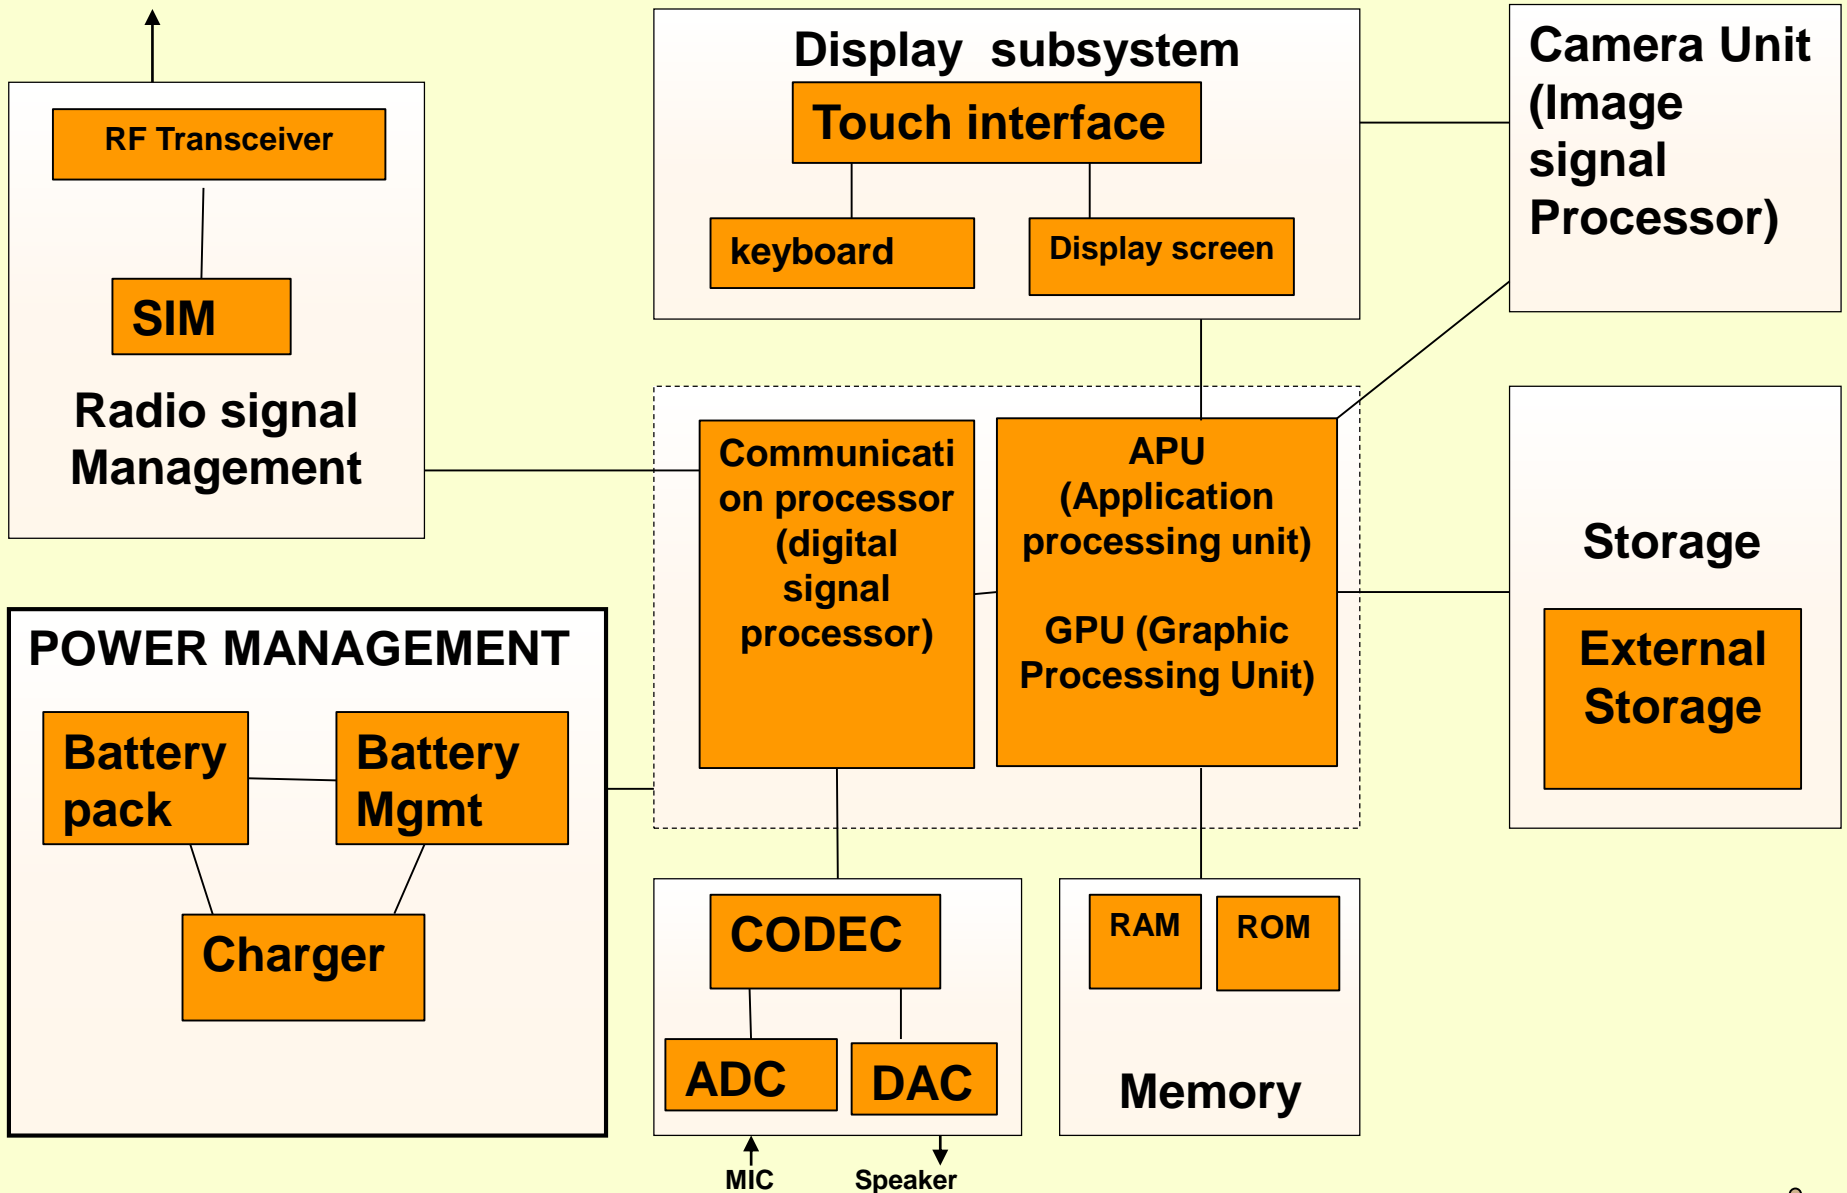 RF Transceiver
SIM
Radio signal
Management
Display subsystem
Touch interface
keyboard
Display screen
Camera Unit
(Image
signal
Processor)
Communicati
on processor
(digital
signal
processor)
APU
(Application
processing unit)
GPU (Graphic
Processing Unit)
Storage
External
Storage
POWER MANAGEMENT
Battery
pack
Battery
Mgmt
Charger
CODEC
ADC
DAC
MIC
Speaker
RAM
ROM
Memory